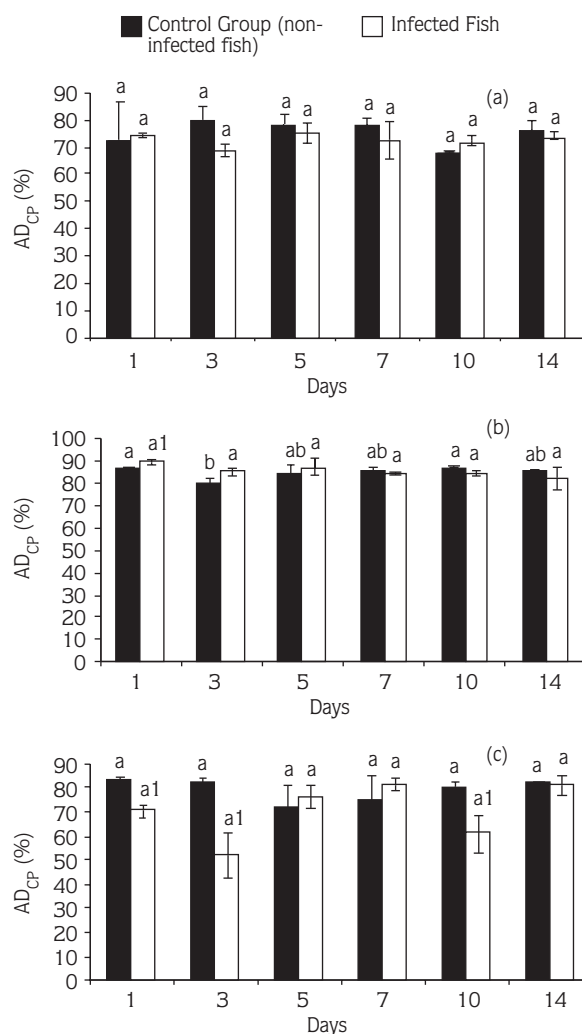 Control Group (non-
infected fish)
Infected Fish
(a)
AD_CP (%)
90
80
70
60
50
40
30
20
10
0
a a a a a a a a a a a a
1 3 5 7 10 14
Days
(b)
AD_CP (%)
100
90
80
70
60
50
40
30
20
10
0
a a1 b a ab a ab a a a ab a
1 3 5 7 10 14
Days
(c)
AD_CP (%)
90
80
70
60
50
40
30
20
10
0
a a1 a a1 a a a a a a1 a a
1 3 5 7 10 14
Days